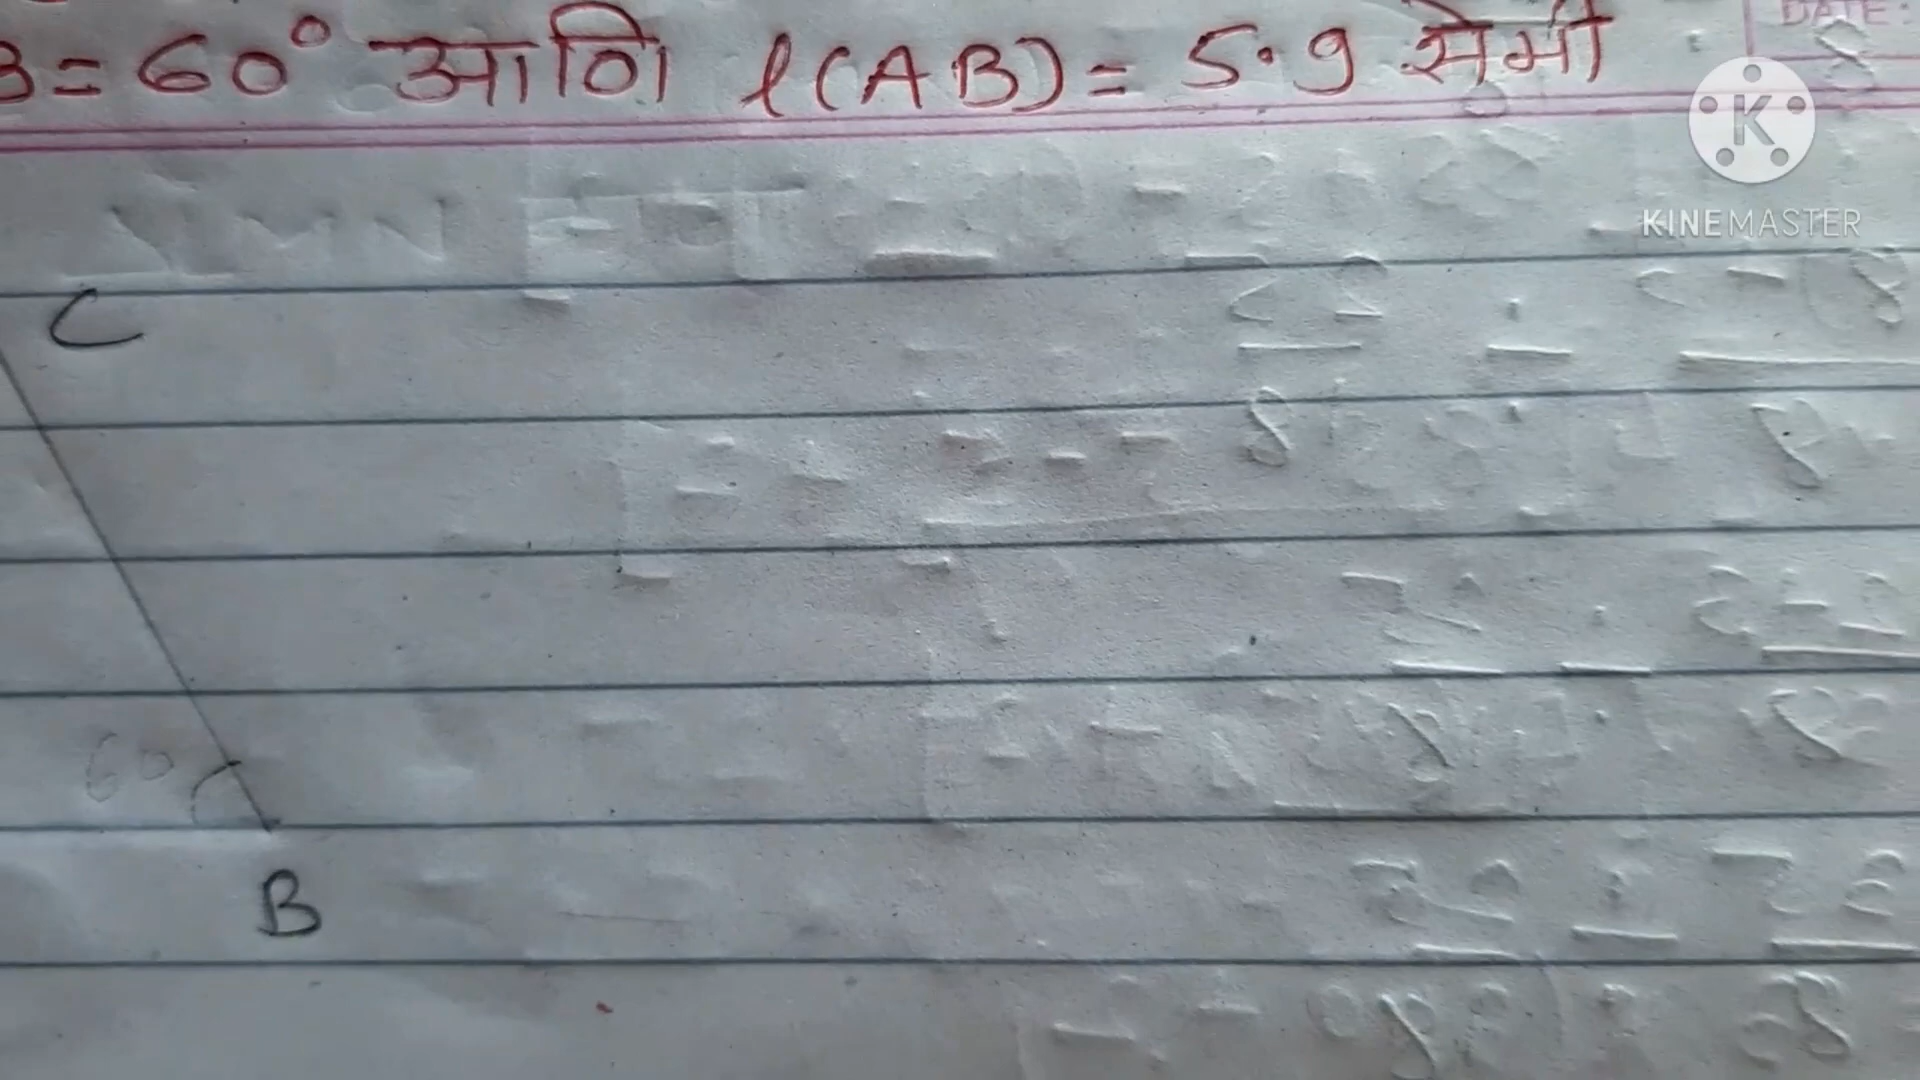 B = 60° आणि l(AB) = 5.9 सेमी
DATE:
K
KINEMASTER
C
60
B